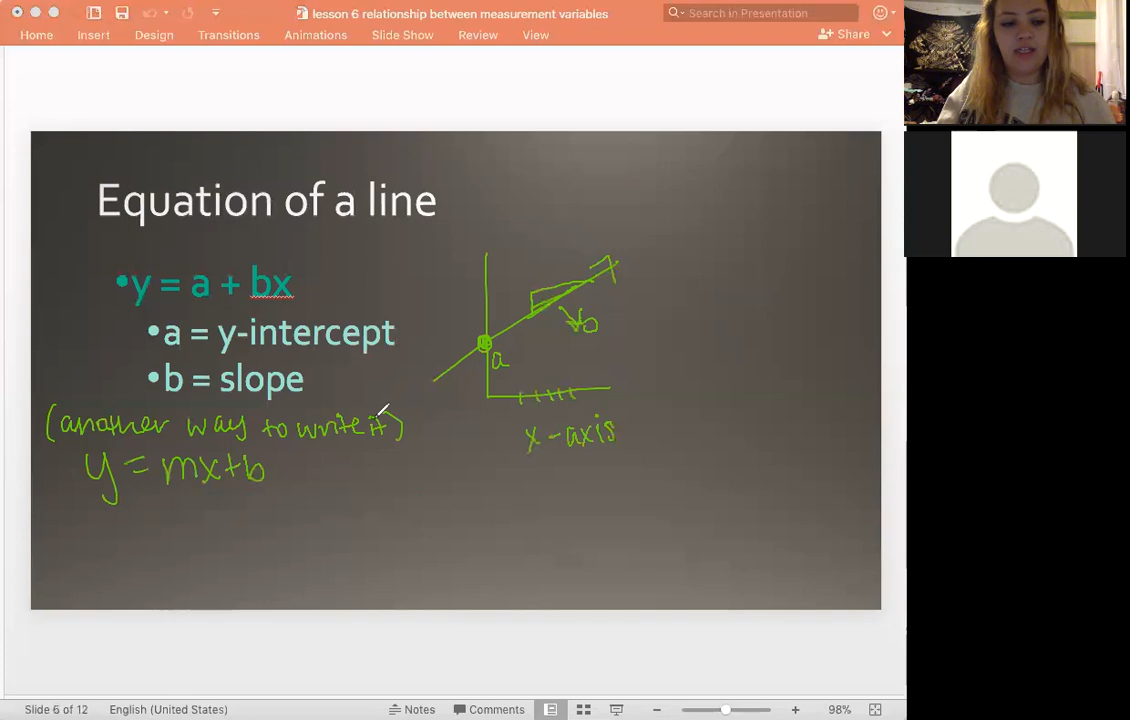 lesson 6 relationship between measurement variables
Search in Presentation
Home Insert Design Transitions Animations Slide Show Review View
Share
Equation of a line
•y = a + bx
•a = y-intercept
•b = slope
(another way to write it)
y = mx+b
b
a
x-axis
Slide 6 of 12 English (United States) Notes Comments 98%